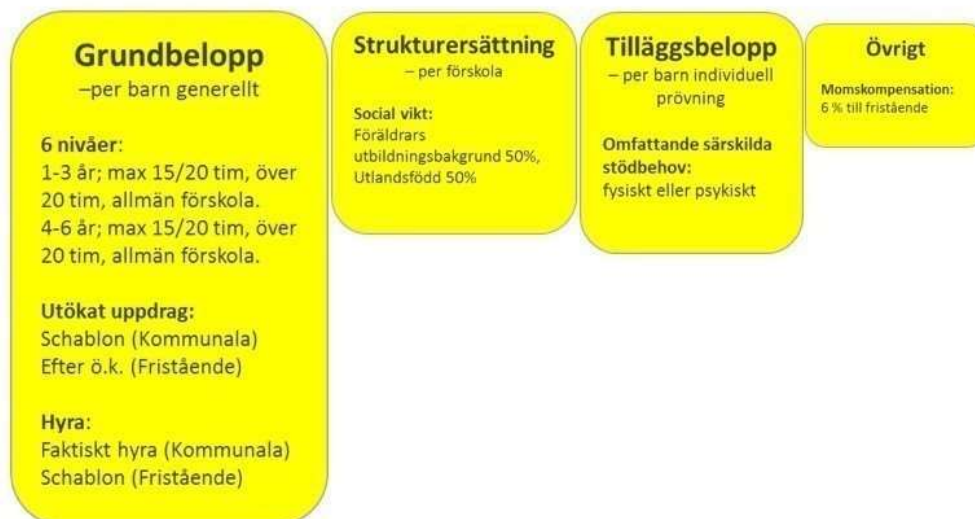 Grundbelopp
–per barn generellt
6 nivåer:
1-3 år; max 15/20 tim, över
20 tim, allmän förskola.
4-6 år; max 15/20 tim, över
20 tim, allmän förskola.
Utökat uppdrag:
Schablon (Kommunala)
Efter ö.k. (Fristående)
Hyra:
Faktiskt hyra (Kommunala)
Schablon (Fristående)
Strukturersättning
– per förskola
Social vikt:
Föräldrars
utbildningsbakgrund 50%,
Utlandsfödd 50%
Tilläggsbelopp
– per barn individuell
prövning
Omfattande särskilda
stödbehov:
fysiskt eller psykiskt
Övrigt
Momskompensation:
6 % till fristående